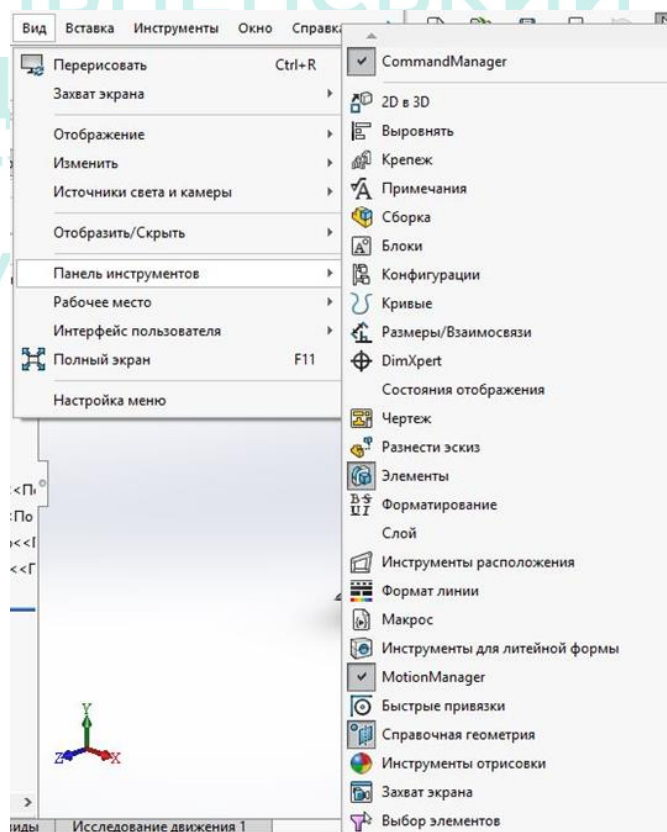 Вид Вставка Инструменты Окно Справка
Перерисовать Ctrl+R
Захват экрана
Отображение
Изменить
Источники света и камеры
Отобразить/Скрыть
Панель инструментов
Рабочее место
Интерфейс пользователя
Полный экран F11
Настройка меню
CommandManager
2D в 3D
Выровнять
Крепеж
Примечания
Сборка
Блоки
Конфигурации
Кривые
Размеры/Взаимосвязи
DimXpert
Состояния отображения
Чертеж
Разнести эскиз
Элементы
Форматирование
Слой
Инструменты расположения
Формат линии
Макрос
Инструменты для литейной формы
MotionManager
Быстрые привязки
Справочная геометрия
Инструменты отрисовки
Захват экрана
Выбор элементов
Y
Z X
Исследование движения 1